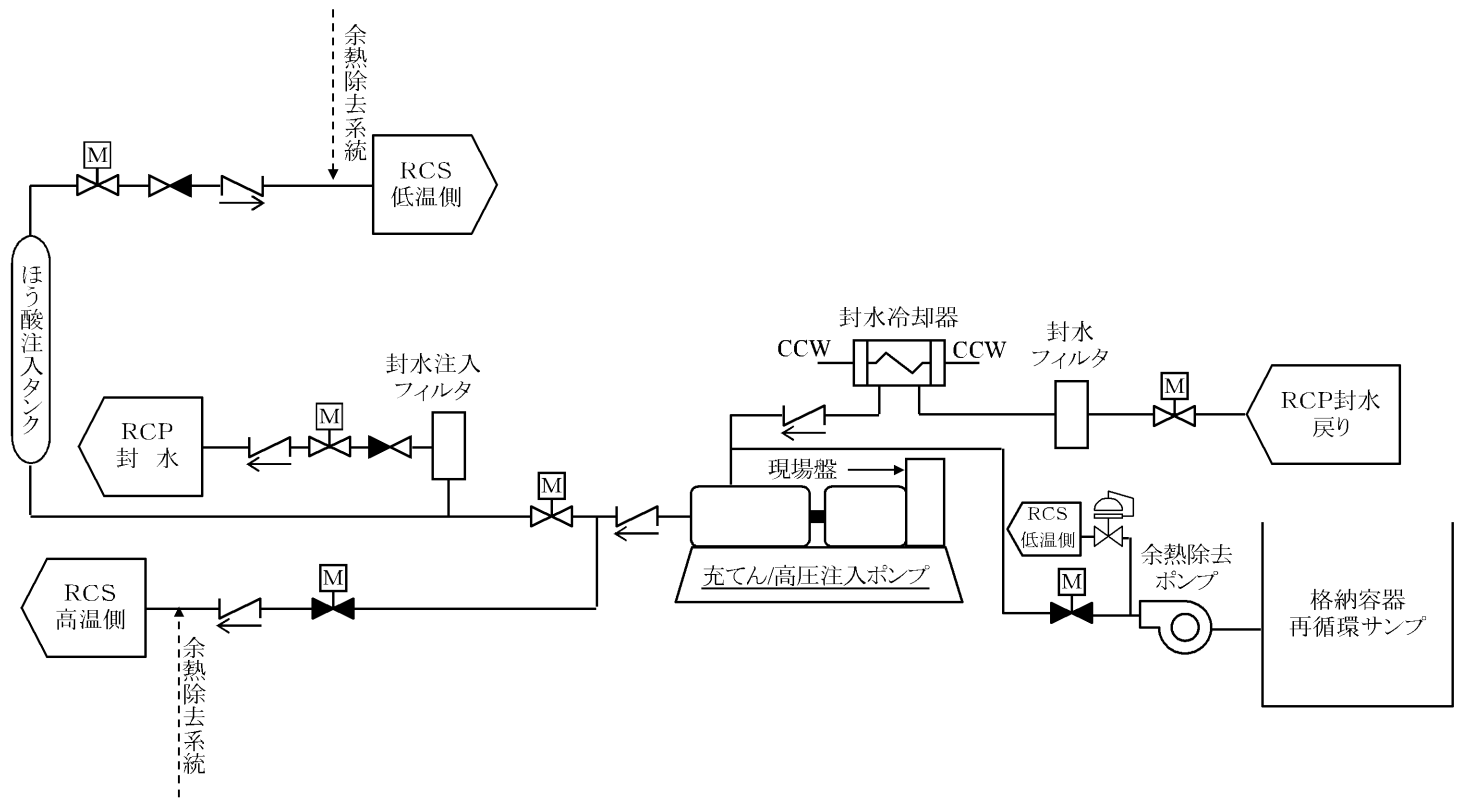 余熱除去系統
M
RCS
低温側
ほう酸注入タンク
封水冷却器
CCW
CCW
封水
フィルタ
M
RCP封水
戻り
封水注入
フィルタ
M
RCP
封　水
M
現場盤
充てん/高圧注入ポンプ
RCS
低温側
余熱除去
ポンプ
M
格納容器
再循環サンプ
RCS
高温側
M
余熱除去系統